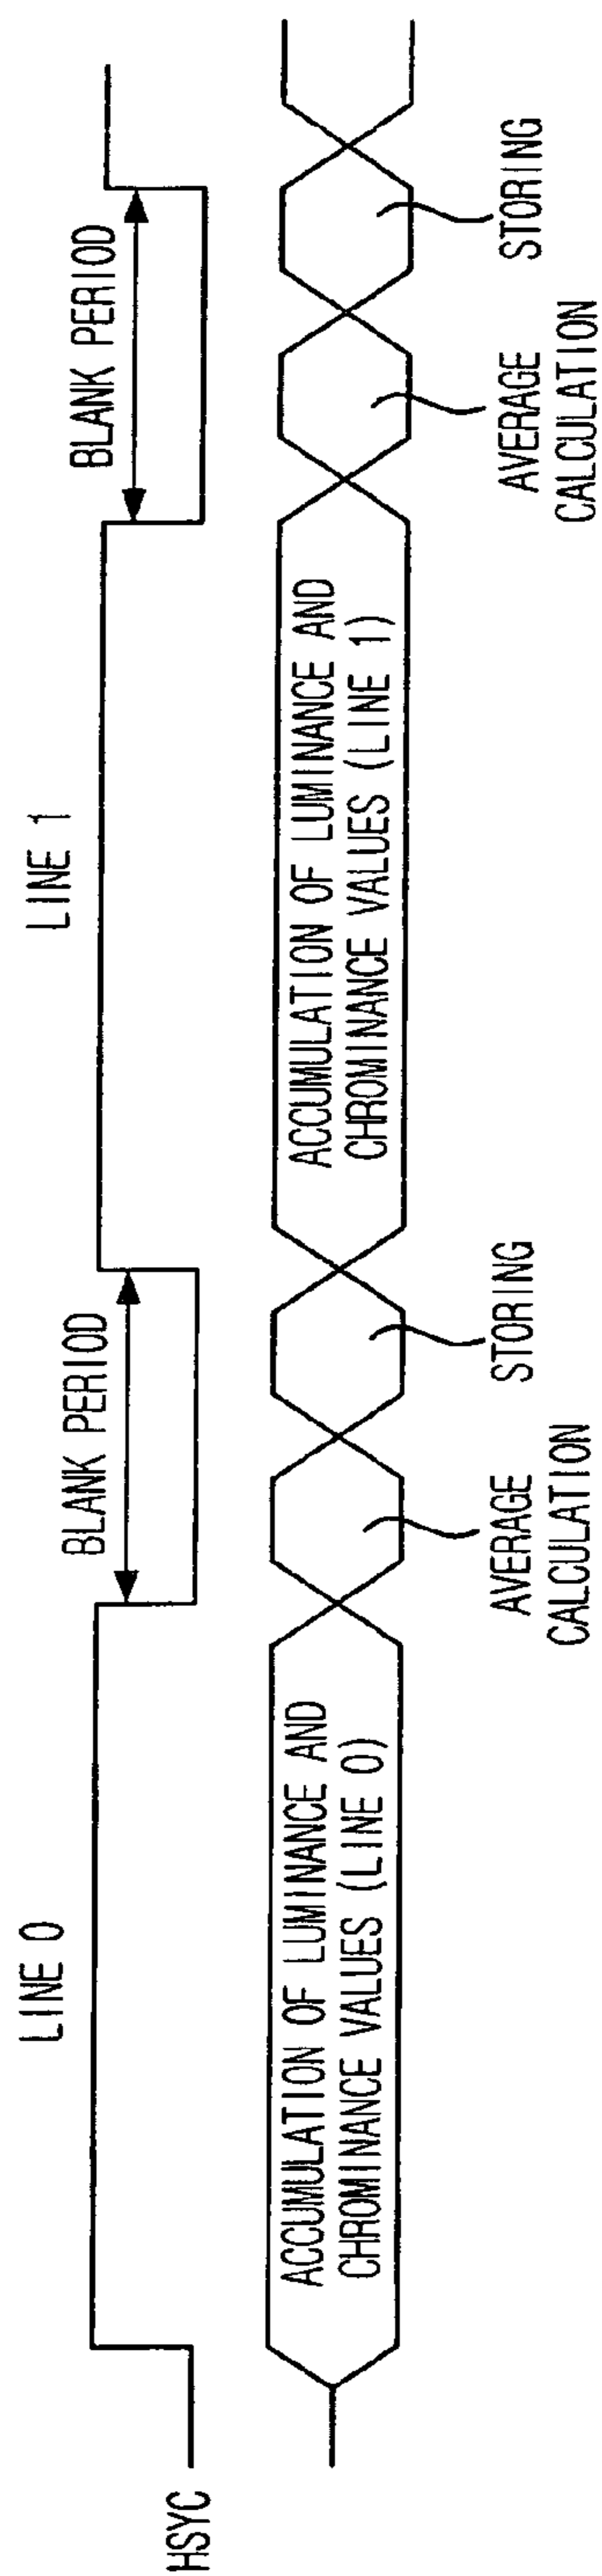 LINE 0
LINE 1
BLANK PERIOD
BLANK PERIOD
HSYC
ACCUMULATION OF LUMINANCE AND
CHROMINANCE VALUES (LINE 0)
ACCUMULATION OF LUMINANCE AND
CHROMINANCE VALUES (LINE 1)
AVERAGE
CALCULATION
STORING
AVERAGE
CALCULATION
STORING